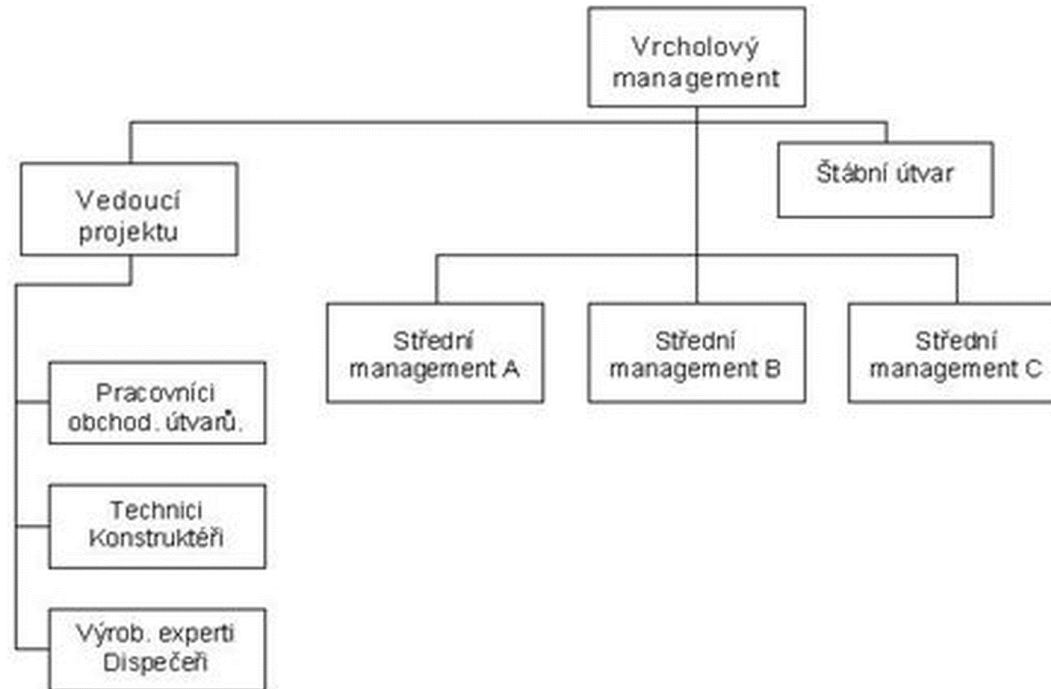 Vrcholový
management
Štábní útvar
Vedoucí
projektu
Střední
management A
Střední
management B
Střední
management C
Pracovníci
obchod. útvarů.
Technici
Konstruktéři
Výrob. experti
Dispečeři